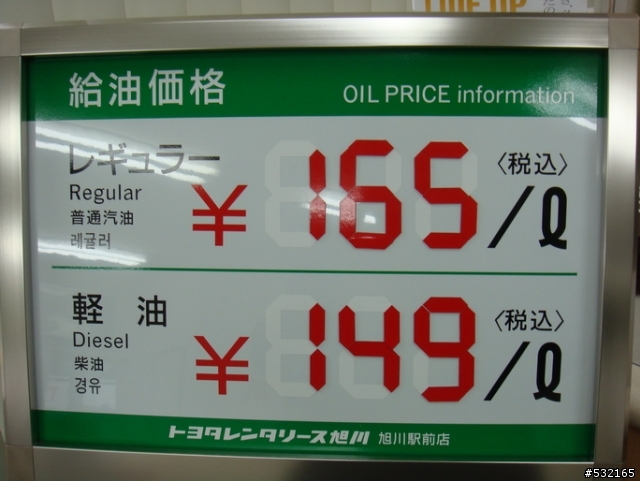 LINE UP
給油価格 OIL PRICE information
レギュラー
Regular
普通汽油
레귤러
¥ 165 〈税込〉/ℓ
軽油
Diesel
柴油
경유
¥ 149 〈税込〉/ℓ
トヨタレンタリース旭川 旭川駅前店
#532165